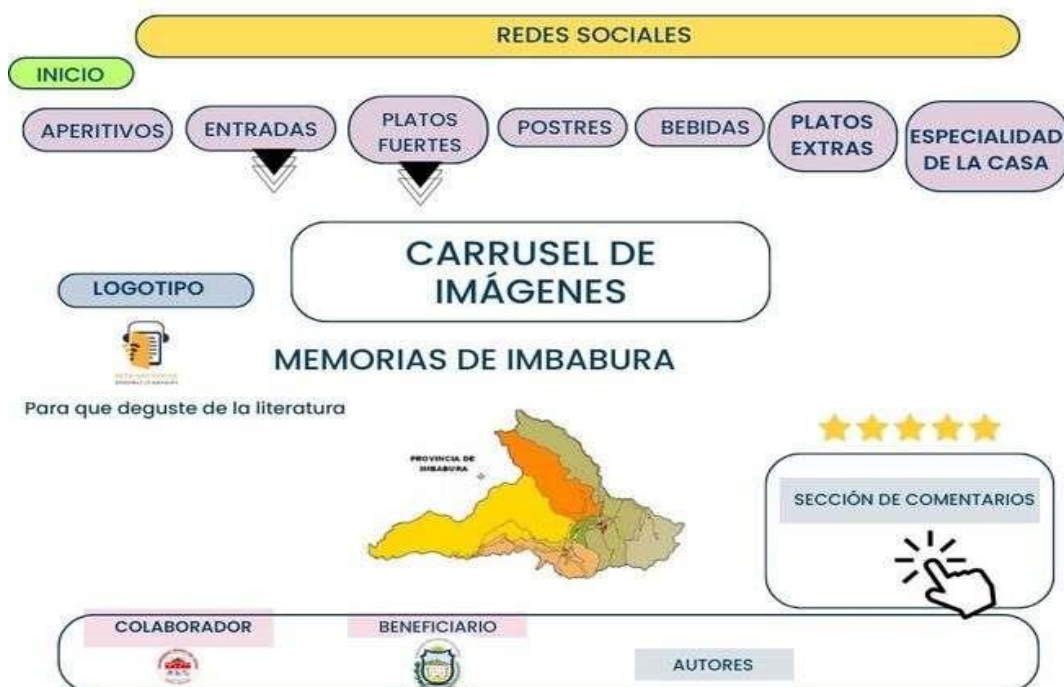 REDES SOCIALES
INICIO
APERITIVOS
ENTRADAS
PLATOS
FUERTES
POSTRES
BEBIDAS
PLATOS
EXTRAS
ESPECIALIDAD
DE LA CASA
CARRUSEL DE
IMÁGENES
LOGOTIPO
MEMORIAS DE IMBABURA
Para que deguste de la literatura
PROVINCIA DE
IMBABURA
SECCIÓN DE COMENTARIOS
COLABORADOR
BENEFICIARIO
AUTORES